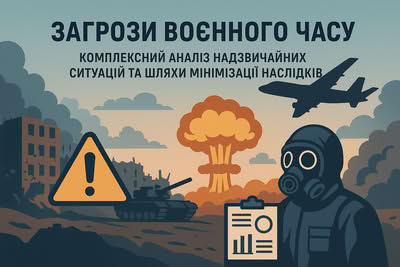 ЗАГРОЗИ ВОЄННОГО ЧАСУ
КОМПЛЕКСНИЙ АНАЛІЗ НАДЗВИЧАЙНИХ
СИТУАЦІЙ ТА ШЛЯХИ МІНІМІЗАЦІЇ НАСЛІДКІВ
!